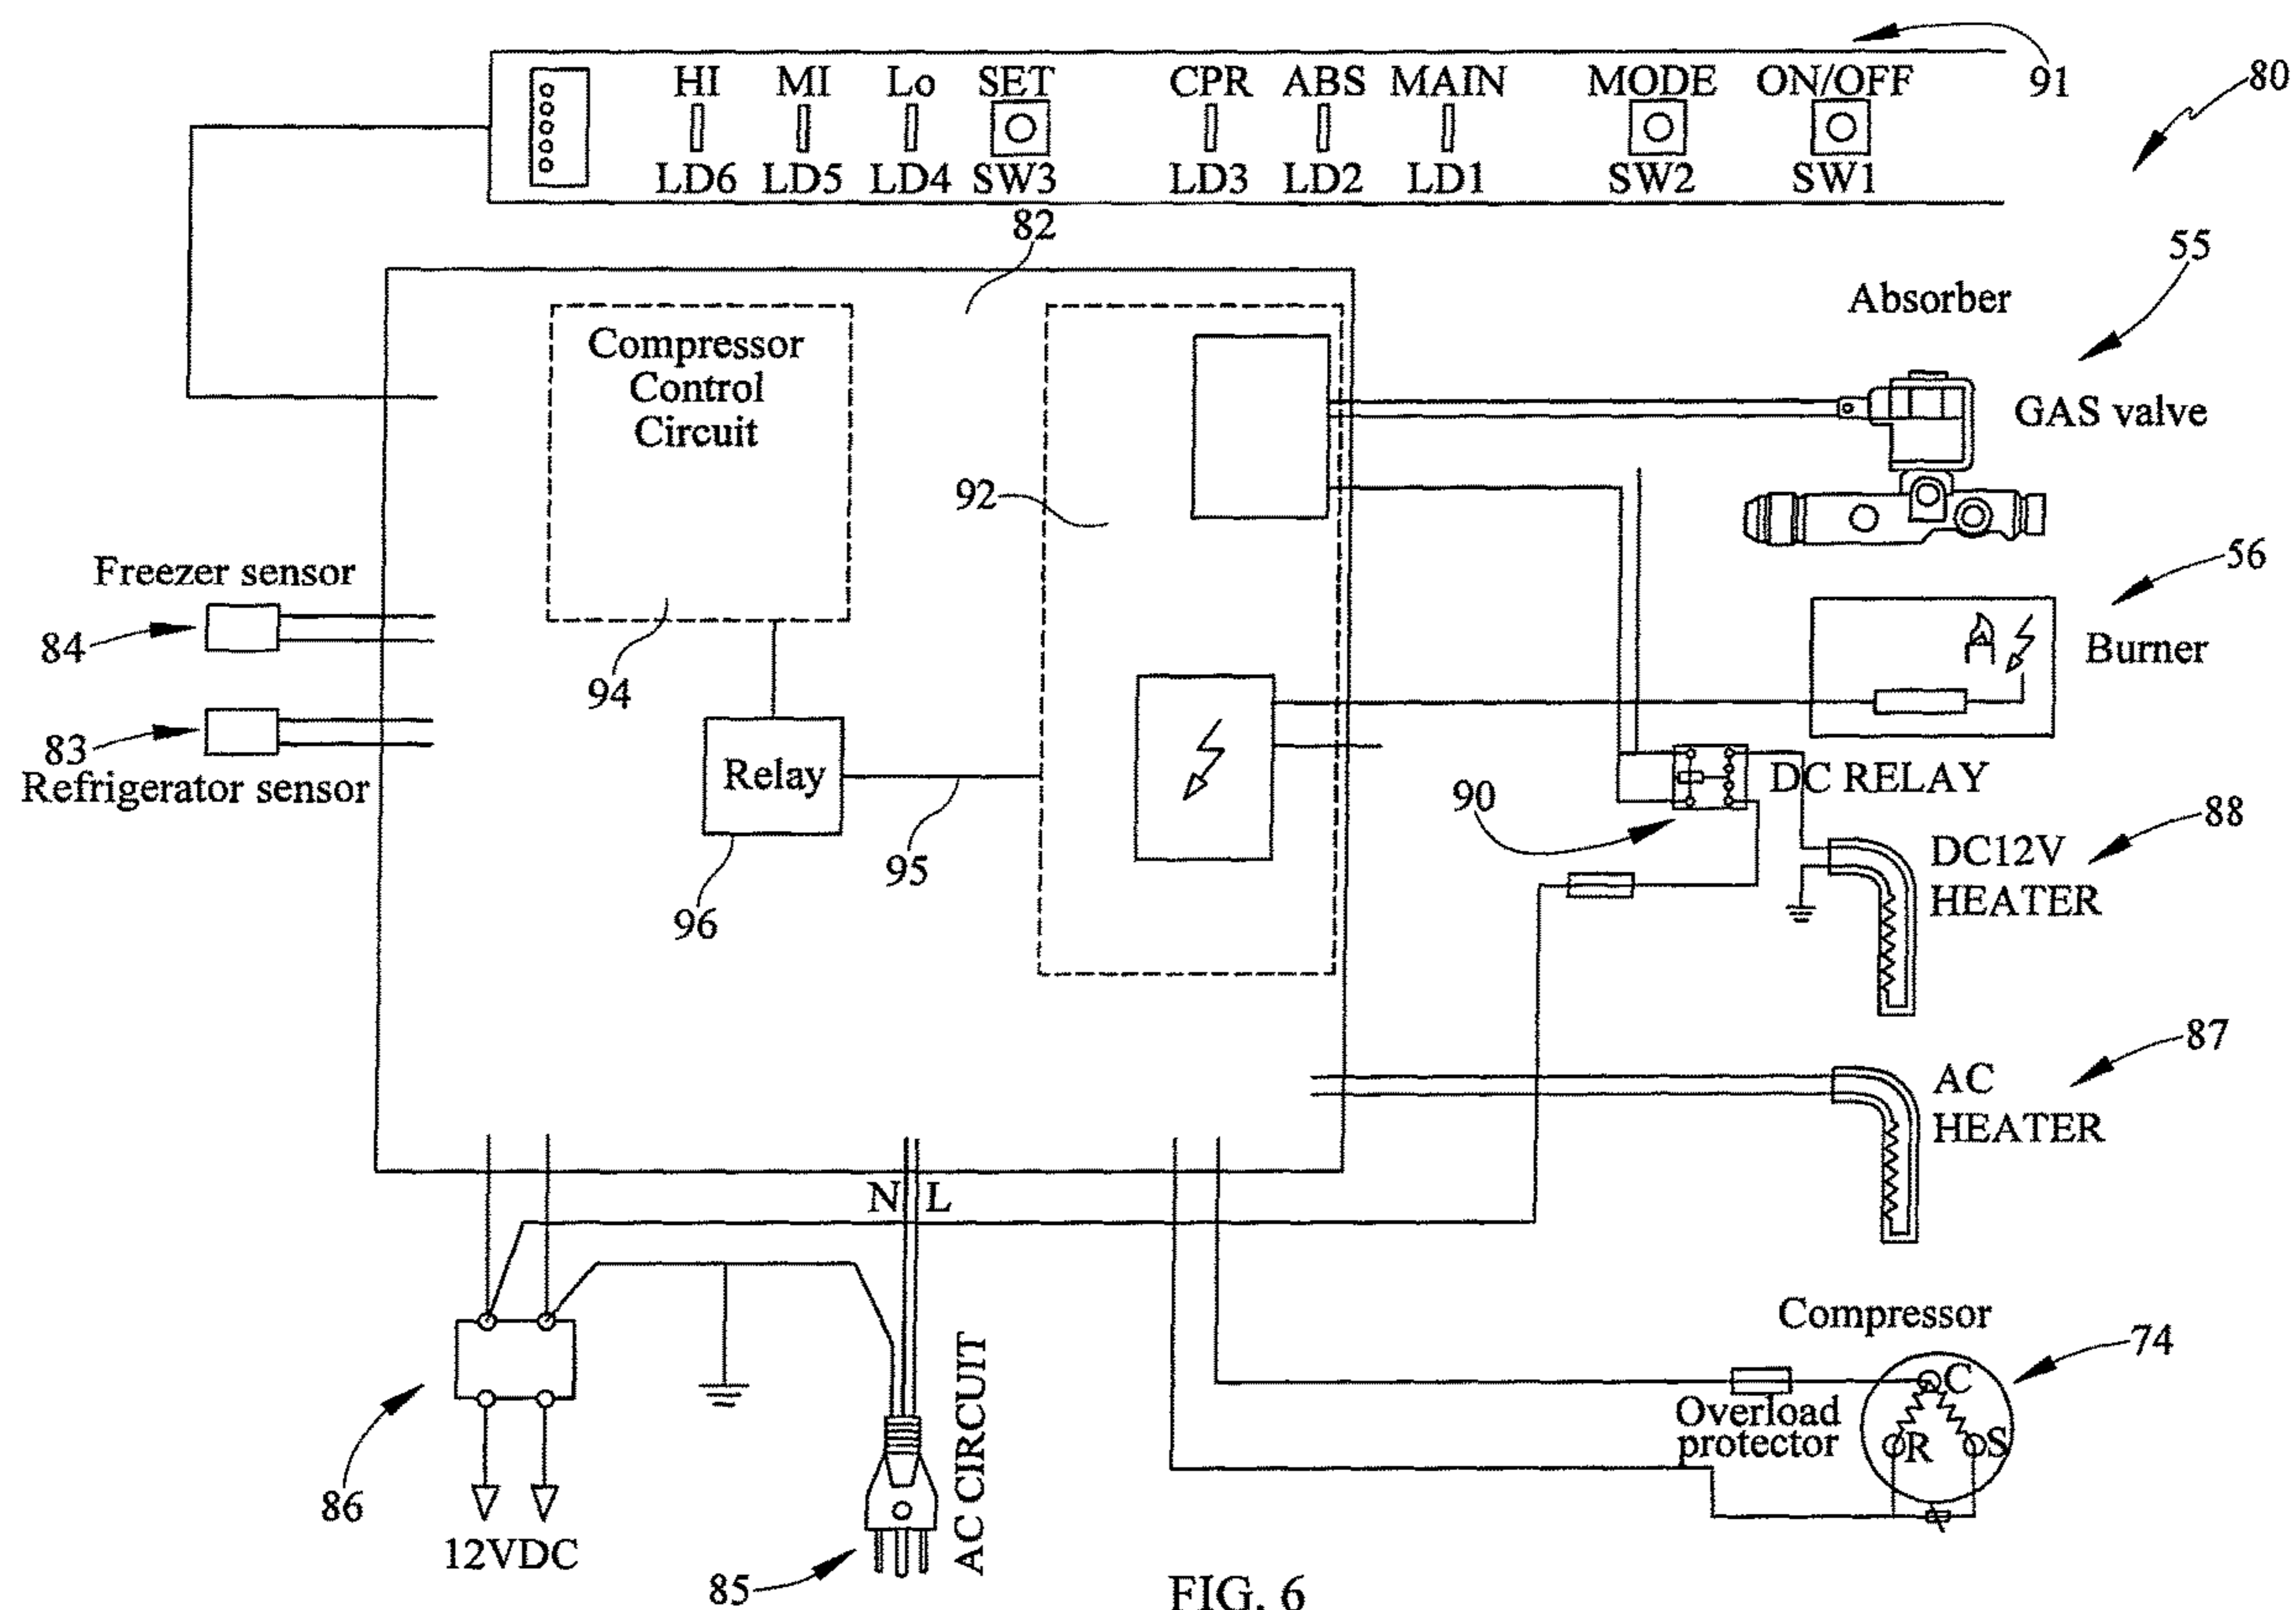 HI MI Lo SET CPR ABS MAIN MODE ON/OFF
LD6 LD5 LD4 SW3 LD3 LD2 LD1 SW2 SW1
91
80
82
55
Absorber
GAS valve
Compressor
Control
Circuit
92
56
Burner
Freezer sensor
84
94
83
Refrigerator sensor
Relay
95
96
90
DC RELAY
88
DC12V
HEATER
87
AC
HEATER
N L
Compressor
74
C
R S
Overload
protector
86
12VDC
85
AC CIRCUIT
FIG. 6